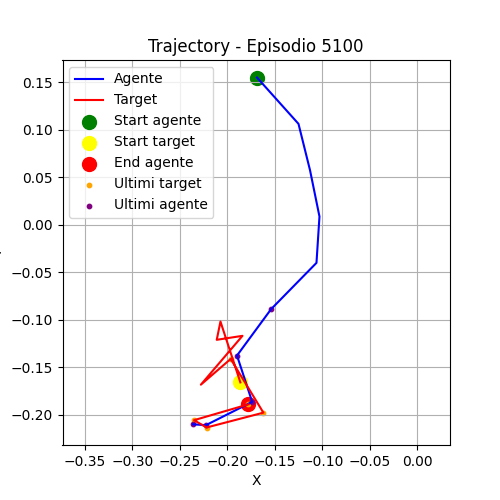 Trajectory - Episodio 5100
Agente
Target
Start agente
Start target
End agente
Ultimi target
Ultimi agente
0.15
0.10
0.05
0.00
−0.05
−0.10
−0.15
−0.20
−0.35
−0.30
−0.25
−0.20
−0.15
−0.10
−0.05
0.00
X